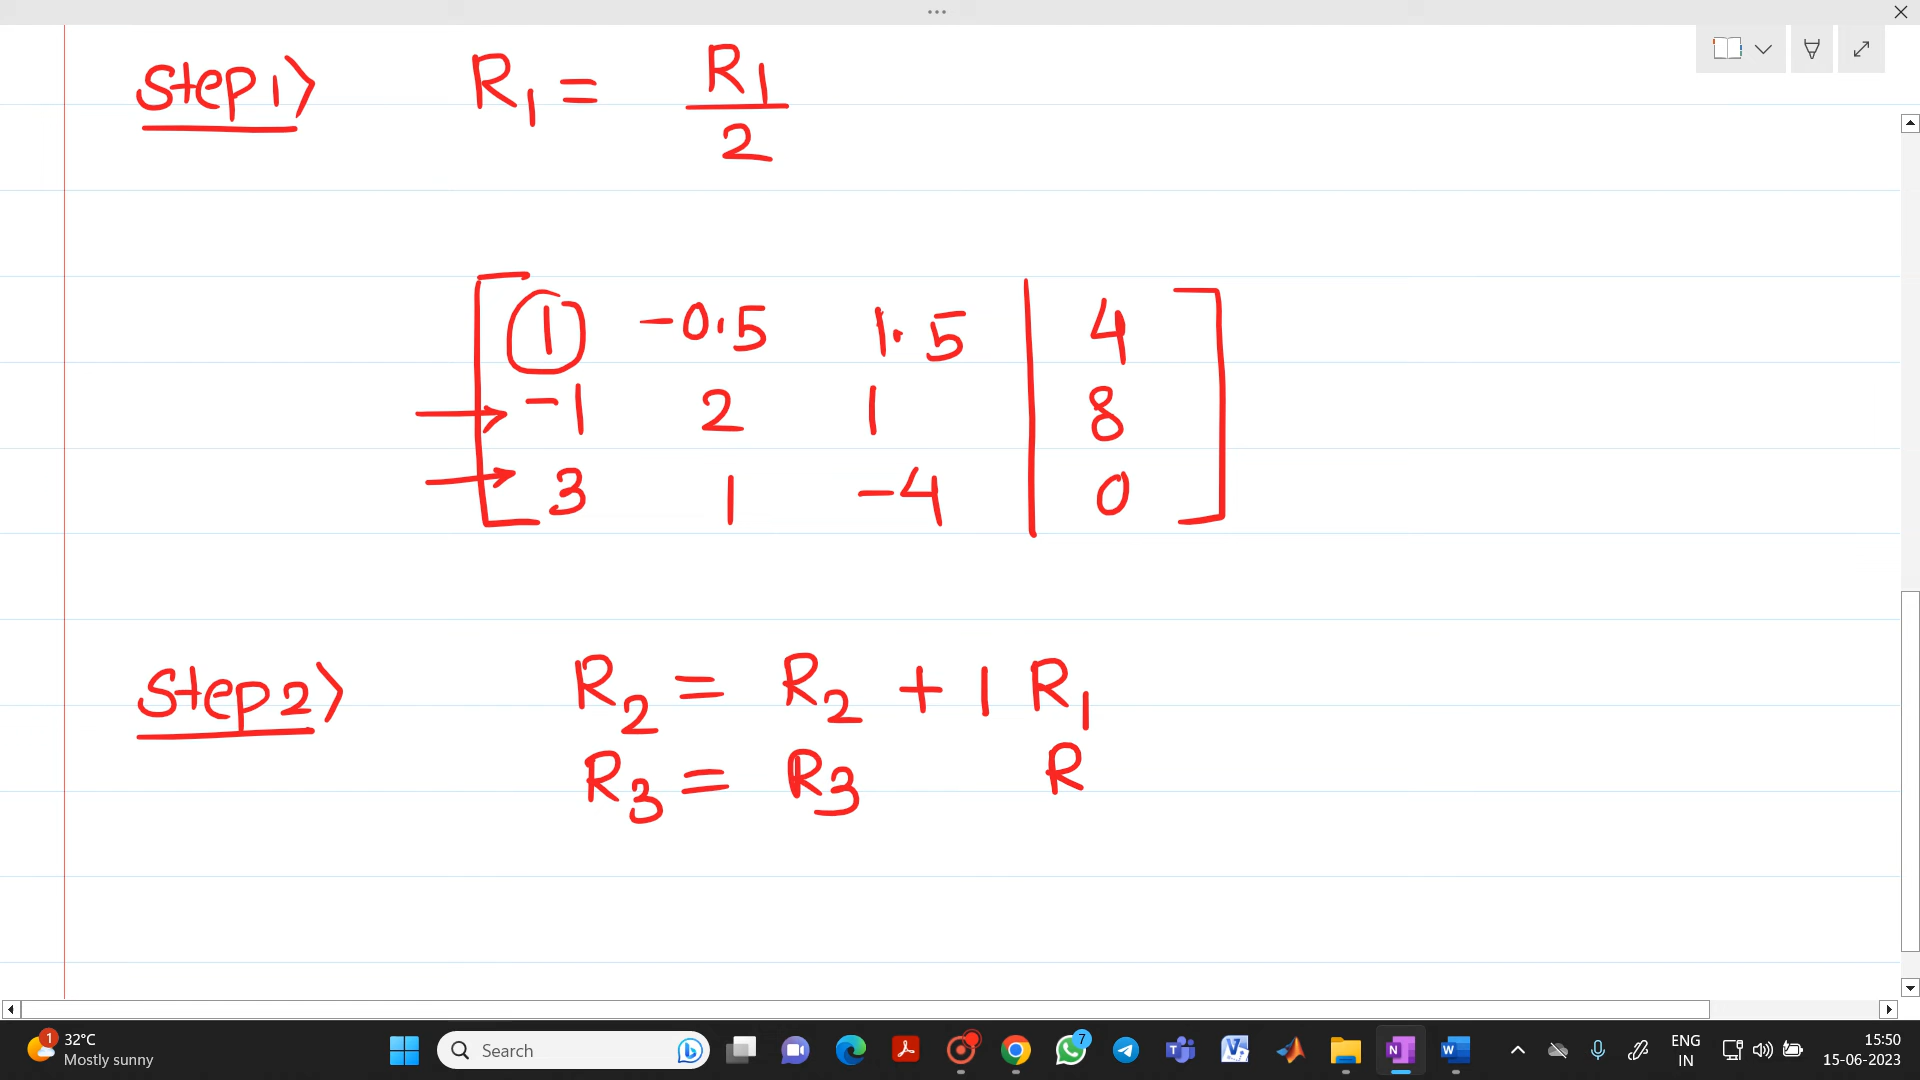 Step 1) R₁ = R₁ / 2
1 -0.5 1.5 | 4
-1 2 1 | 8
3 1 -4 | 0
Step 2) R₂ = R₂ + 1 R₁
R₃ = R₃ R
1
32°C
Mostly sunny
Search
7
ENG
IN
15:50
15-06-2023